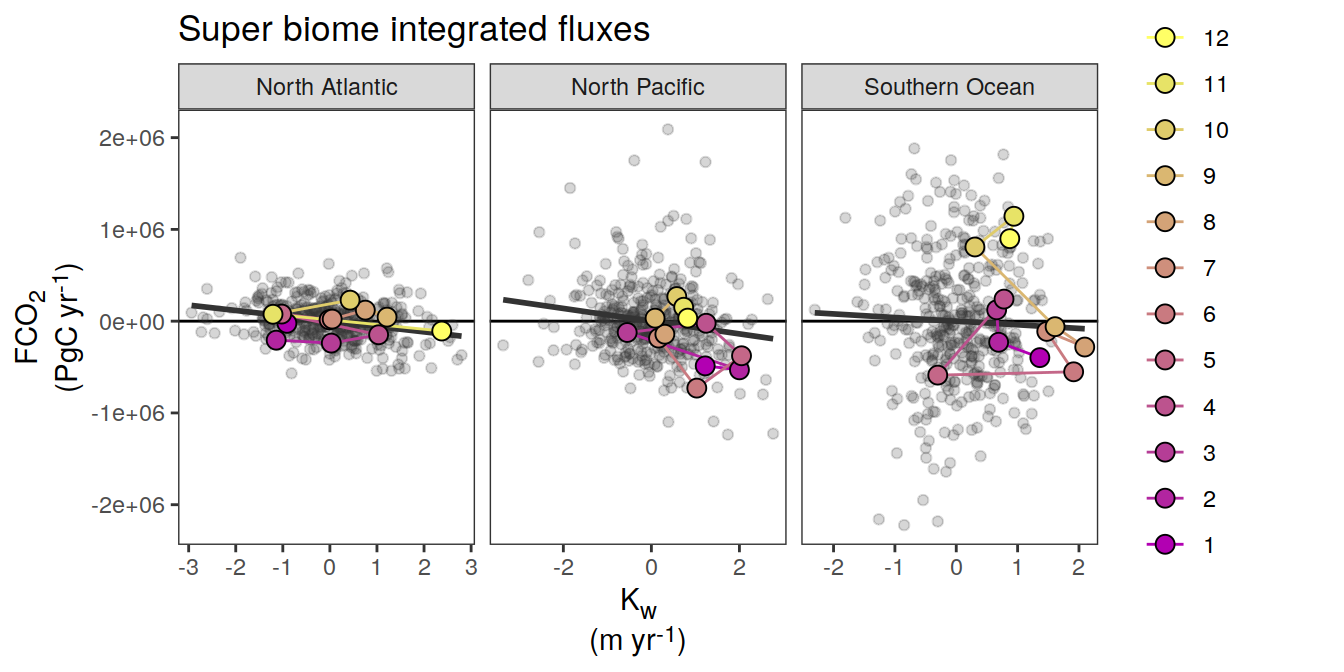 Super biome integrated fluxes
North Atlantic
North Pacific
Southern Ocean
FCO₂
(PgC yr⁻¹)
2e+06
1e+06
0e+00
-1e+06
-2e+06
-3 -2 -1 0 1 2 3
-2 0 2
-2 -1 0 1 2
K_w
(m yr⁻¹)
12
11
10
9
8
7
6
5
4
3
2
1